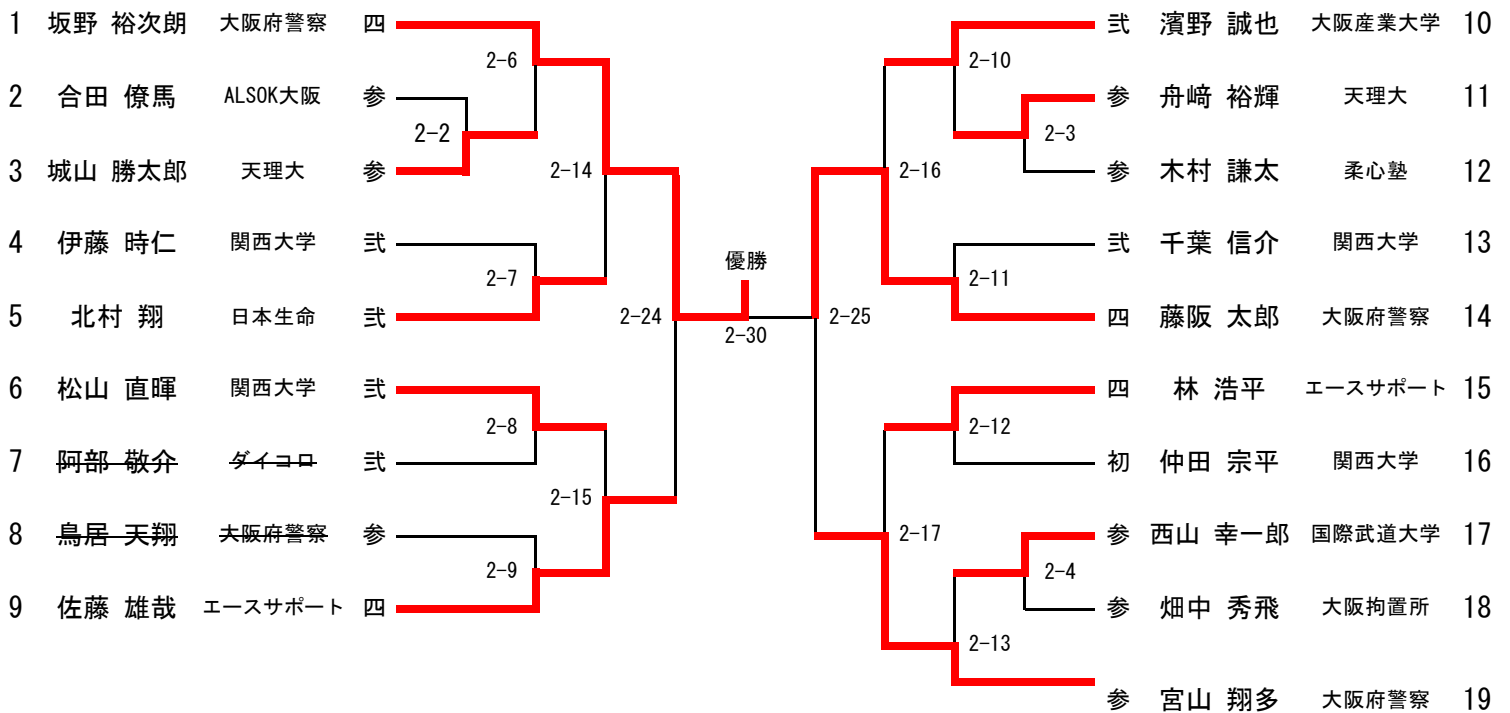 1 坂野 裕次朗 大阪府警察 四
2-6
2 合田 僚馬 ALSOK大阪 参
2-2
3 城山 勝太郎 天理大 参
2-14
4 伊藤 時仁 関西大学 弐
2-7
5 北村 翔 日本生命 弐
2-24
6 松山 直暉 関西大学 弐
2-8
7 阿部 敬介 ダイコロ 弐
2-15
8 鳥居 天翔 大阪府警察 参
2-9
9 佐藤 雄哉 エースサポート 四
優勝
2-30
弐 濱野 誠也 大阪産業大学 10
2-10
参 舟﨑 裕輝 天理大 11
2-3
参 木村 謙太 柔心塾 12
2-16
弐 千葉 信介 関西大学 13
2-11
四 藤阪 太郎 大阪府警察 14
2-25
四 林 浩平 エースサポート 15
2-12
初 仲田 宗平 関西大学 16
2-17
参 西山 幸一郎 国際武道大学 17
2-4
参 畑中 秀飛 大阪拘置所 18
2-13
参 宮山 翔多 大阪府警察 19